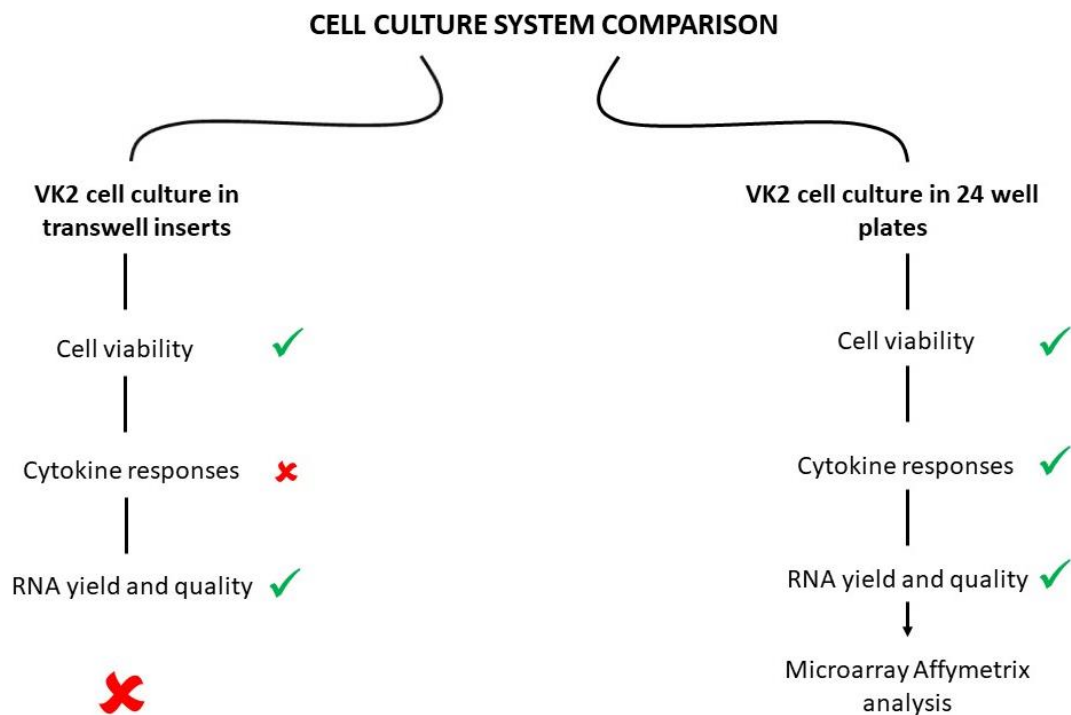 CELL CULTURE SYSTEM COMPARISON
VK2 cell culture in
transwell inserts
Cell viability
Cytokine responses
RNA yield and quality
VK2 cell culture in 24 well
plates
Cell viability
Cytokine responses
RNA yield and quality
Microarray Affymetrix
analysis